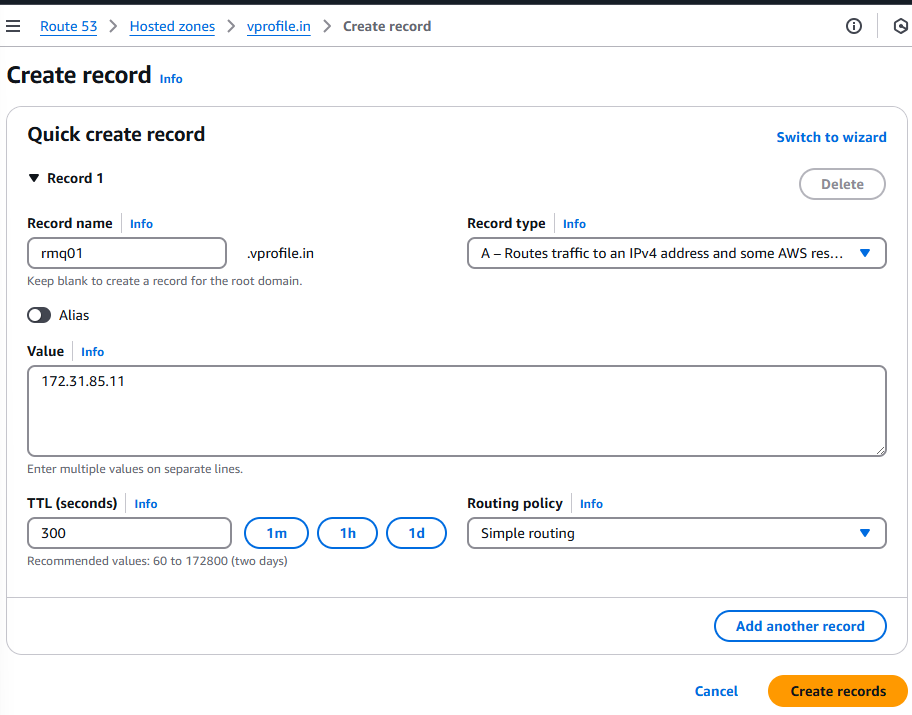 Route 53 > Hosted zones > vprofile.in > Create record
Create record Info
Quick create record
Switch to wizard
Record 1
Delete
Record name Info
Record type Info
rmq01 .vprofile.in
A – Routes traffic to an IPv4 address and some AWS res...
Keep blank to create a record for the root domain.
Alias
Value Info
172.31.85.11
Enter multiple values on separate lines.
TTL (seconds) Info
Routing policy Info
300 1m 1h 1d
Simple routing
Recommended values: 60 to 172800 (two days)
Add another record
Cancel Create records